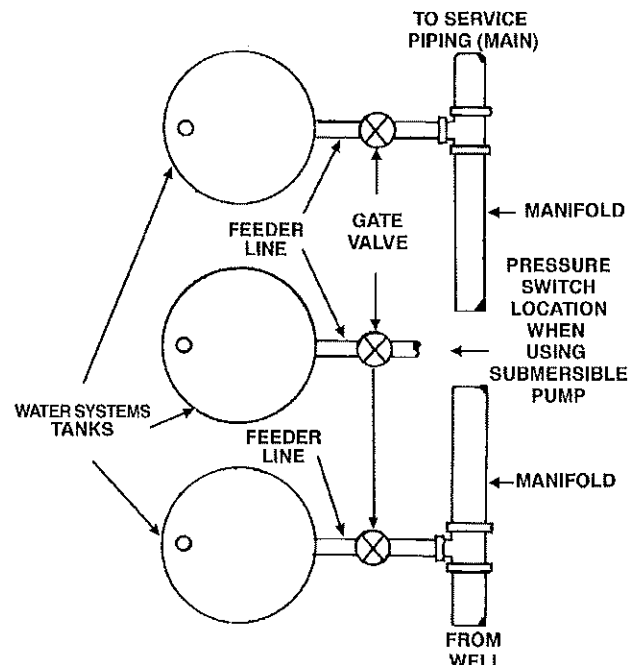 TO SERVICE
PIPING (MAIN)
FEEDER
LINE
GATE
VALVE
MANIFOLD
PRESSURE
SWITCH
LOCATION
WHEN
USING
SUBMERSIBLE
PUMP
WATER SYSTEMS
TANKS
FEEDER
LINE
MANIFOLD
FROM
WELL